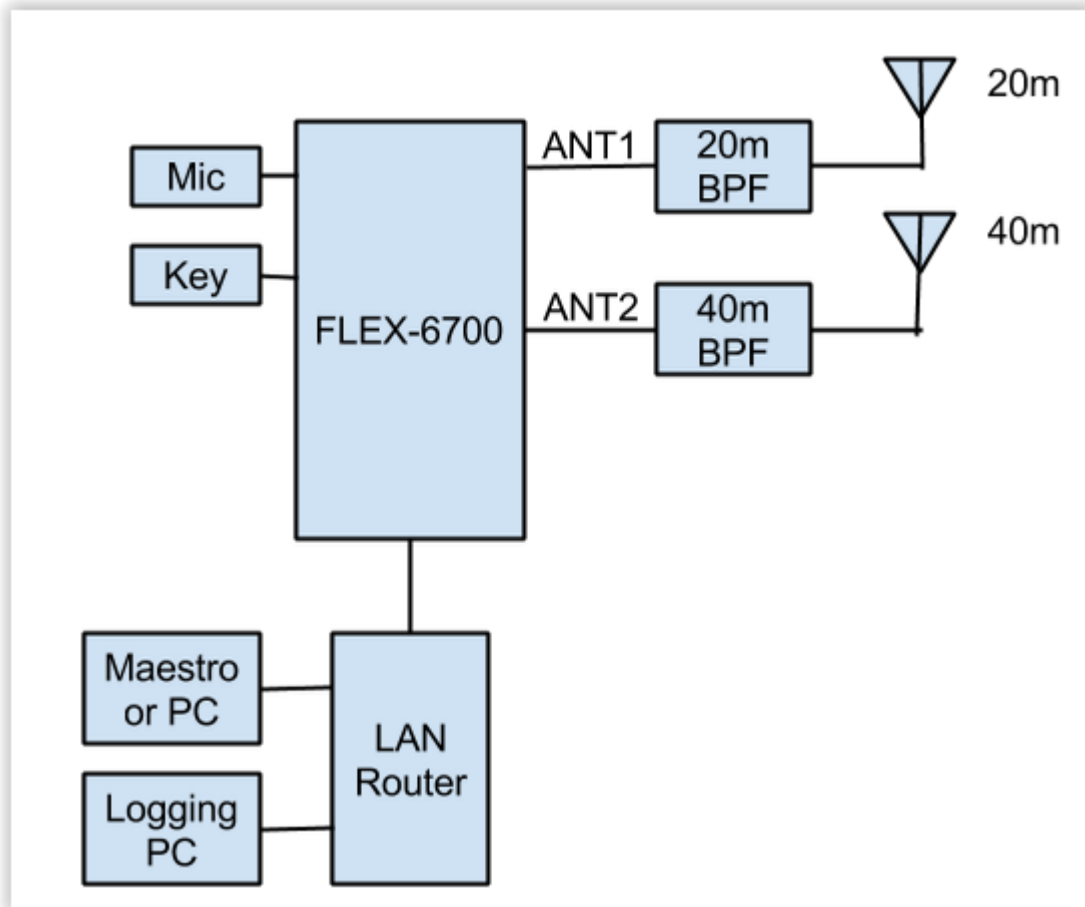 20m
ANT1
20m
BPF
Mic
40m
Key
ANT2
40m
BPF
FLEX-6700
Maestro
or PC
LAN
Router
Logging
PC